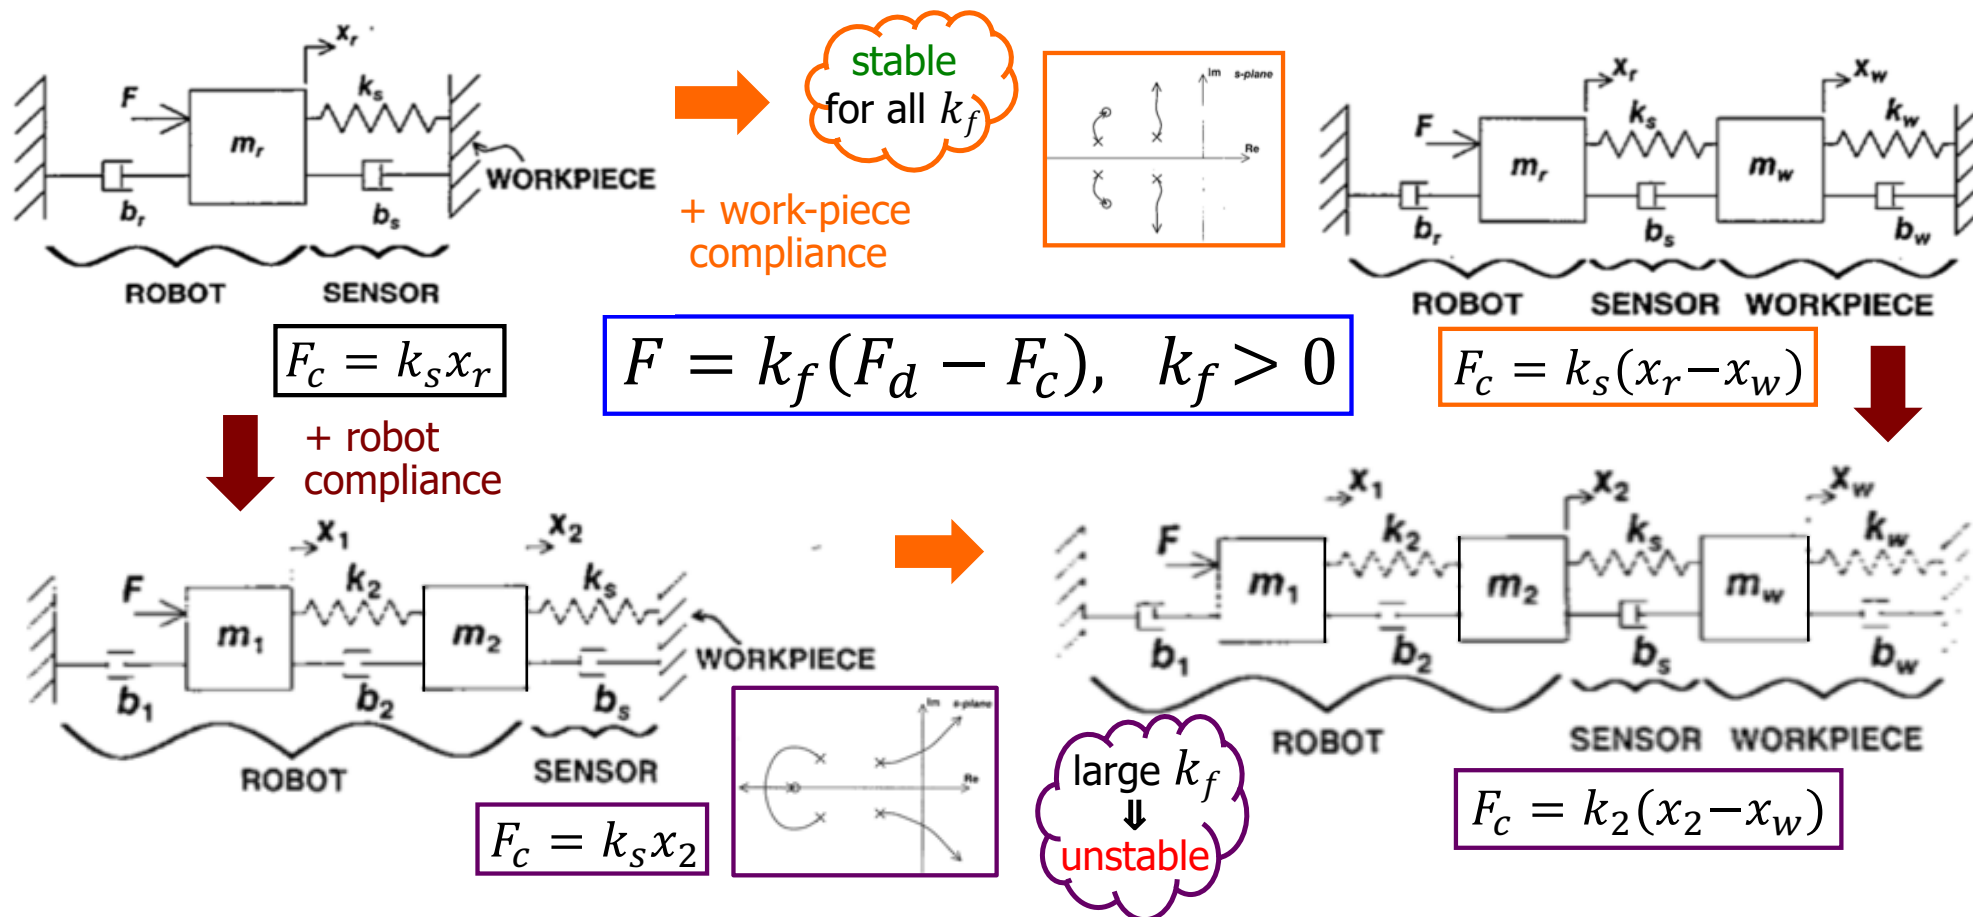 x_r
F
k_s
m_r
WORKPIECE
b_r
b_s
ROBOT
SENSOR
F_c = k_s x_r
stable
for all k_f
+ work-piece
compliance
Im
s-plane
Re
x_r
x_w
F
k_s
k_w
m_r
m_w
b_r
b_s
b_w
ROBOT
SENSOR
WORKPIECE
F_c = k_s(x_r − x_w)
F = k_f(F_d − F_c), k_f > 0
+ robot
compliance
x_1
x_2
F
k_2
k_s
m_1
m_2
WORKPIECE
b_1
b_2
b_s
ROBOT
SENSOR
F_c = k_s x_2
Im
s-plane
Re
large k_f
⇓
unstable
x_1
x_2
x_w
F
k_2
k_s
k_w
m_1
m_2
m_w
b_1
b_2
b_s
b_w
ROBOT
SENSOR
WORKPIECE
F_c = k_2(x_2 − x_w)